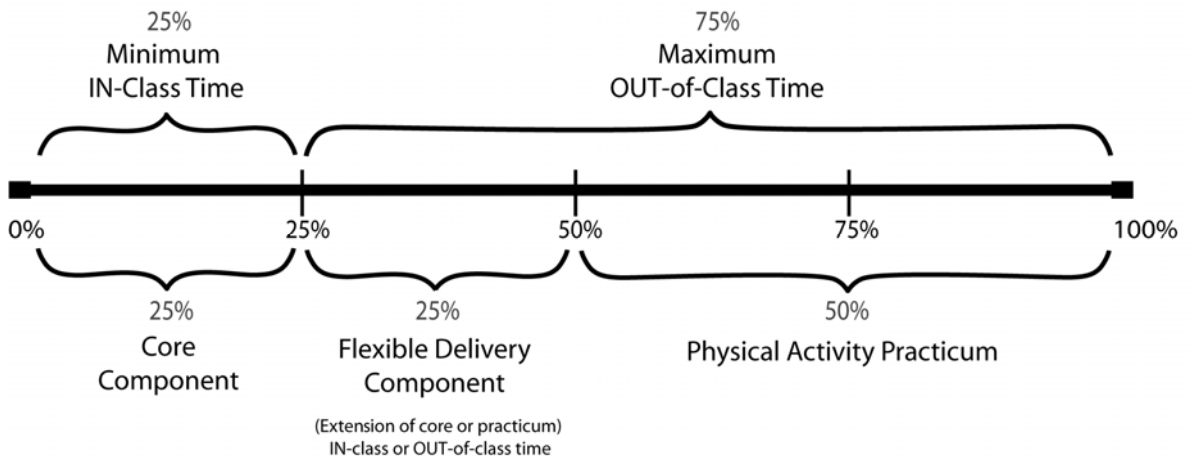 25%
Minimum
IN-Class Time
75%
Maximum
OUT-of-Class Time
0%
25%
50%
75%
100%
25%
Core
Component
25%
Flexible Delivery
Component
(Extension of core or practicum)
IN-class or OUT-of-class time
50%
Physical Activity Practicum